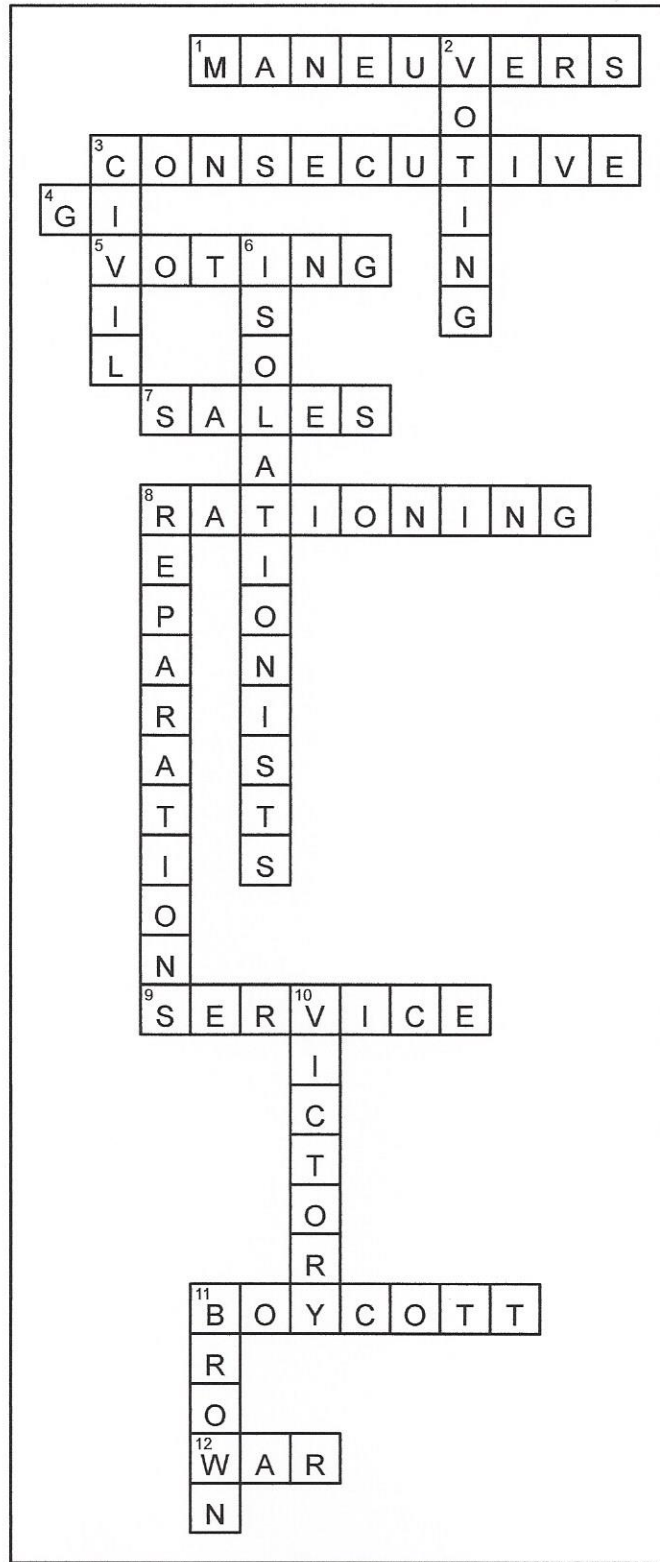 1 M A N E U 2 V E R S
O
3 C O N S E C U T I V E
4 G I I
5 V O T 6 I N G N
I S G
L O
7 S A L E S
A
8 R A T I O N I N G
E I
P O
A N
R I
A S
T T
I S
O
N
9 S E R 10 V I C E
I
C
T
O
R
11 B O Y C O T T
R
O
12 W A R
N